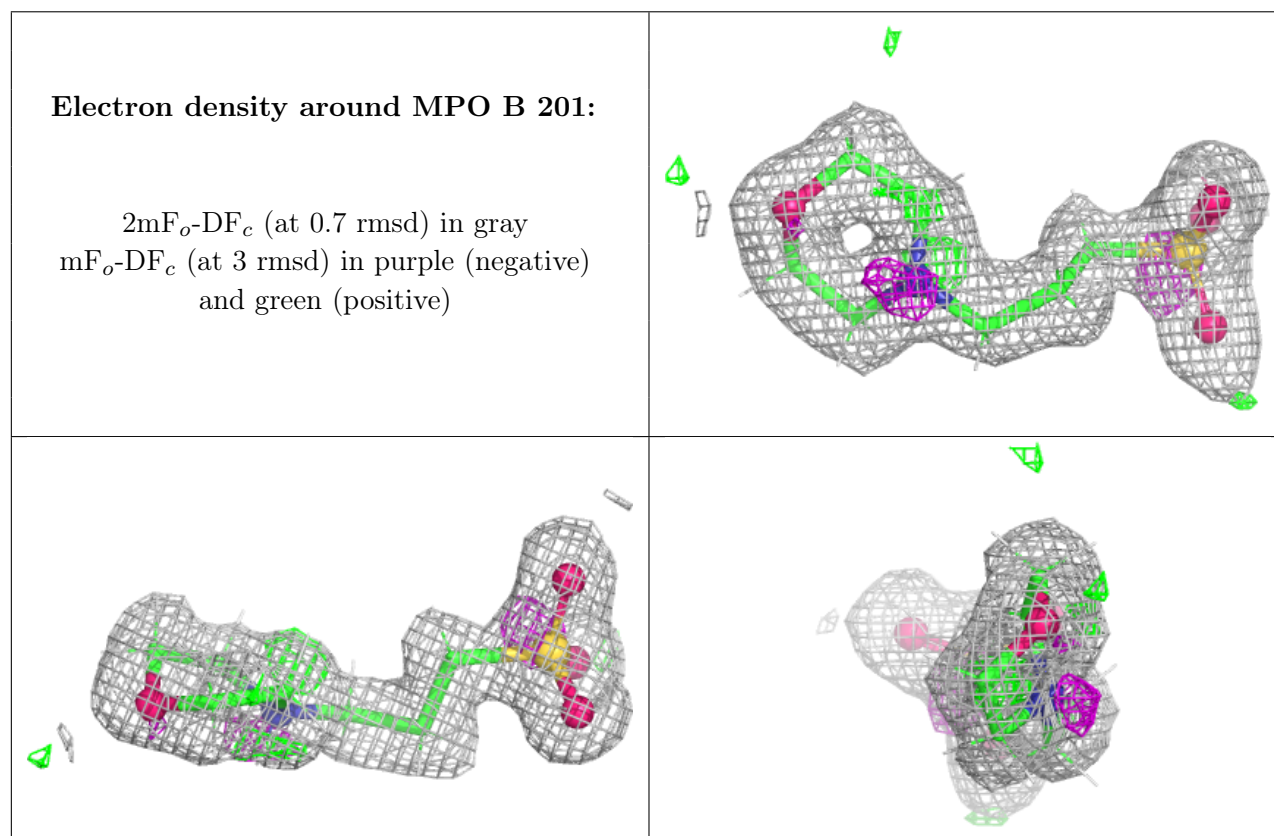 Electron density around MPO B 201:
2mFₒ-DF𝒸 (at 0.7 rmsd) in gray
mFₒ-DF𝒸 (at 3 rmsd) in purple (negative)
and green (positive)